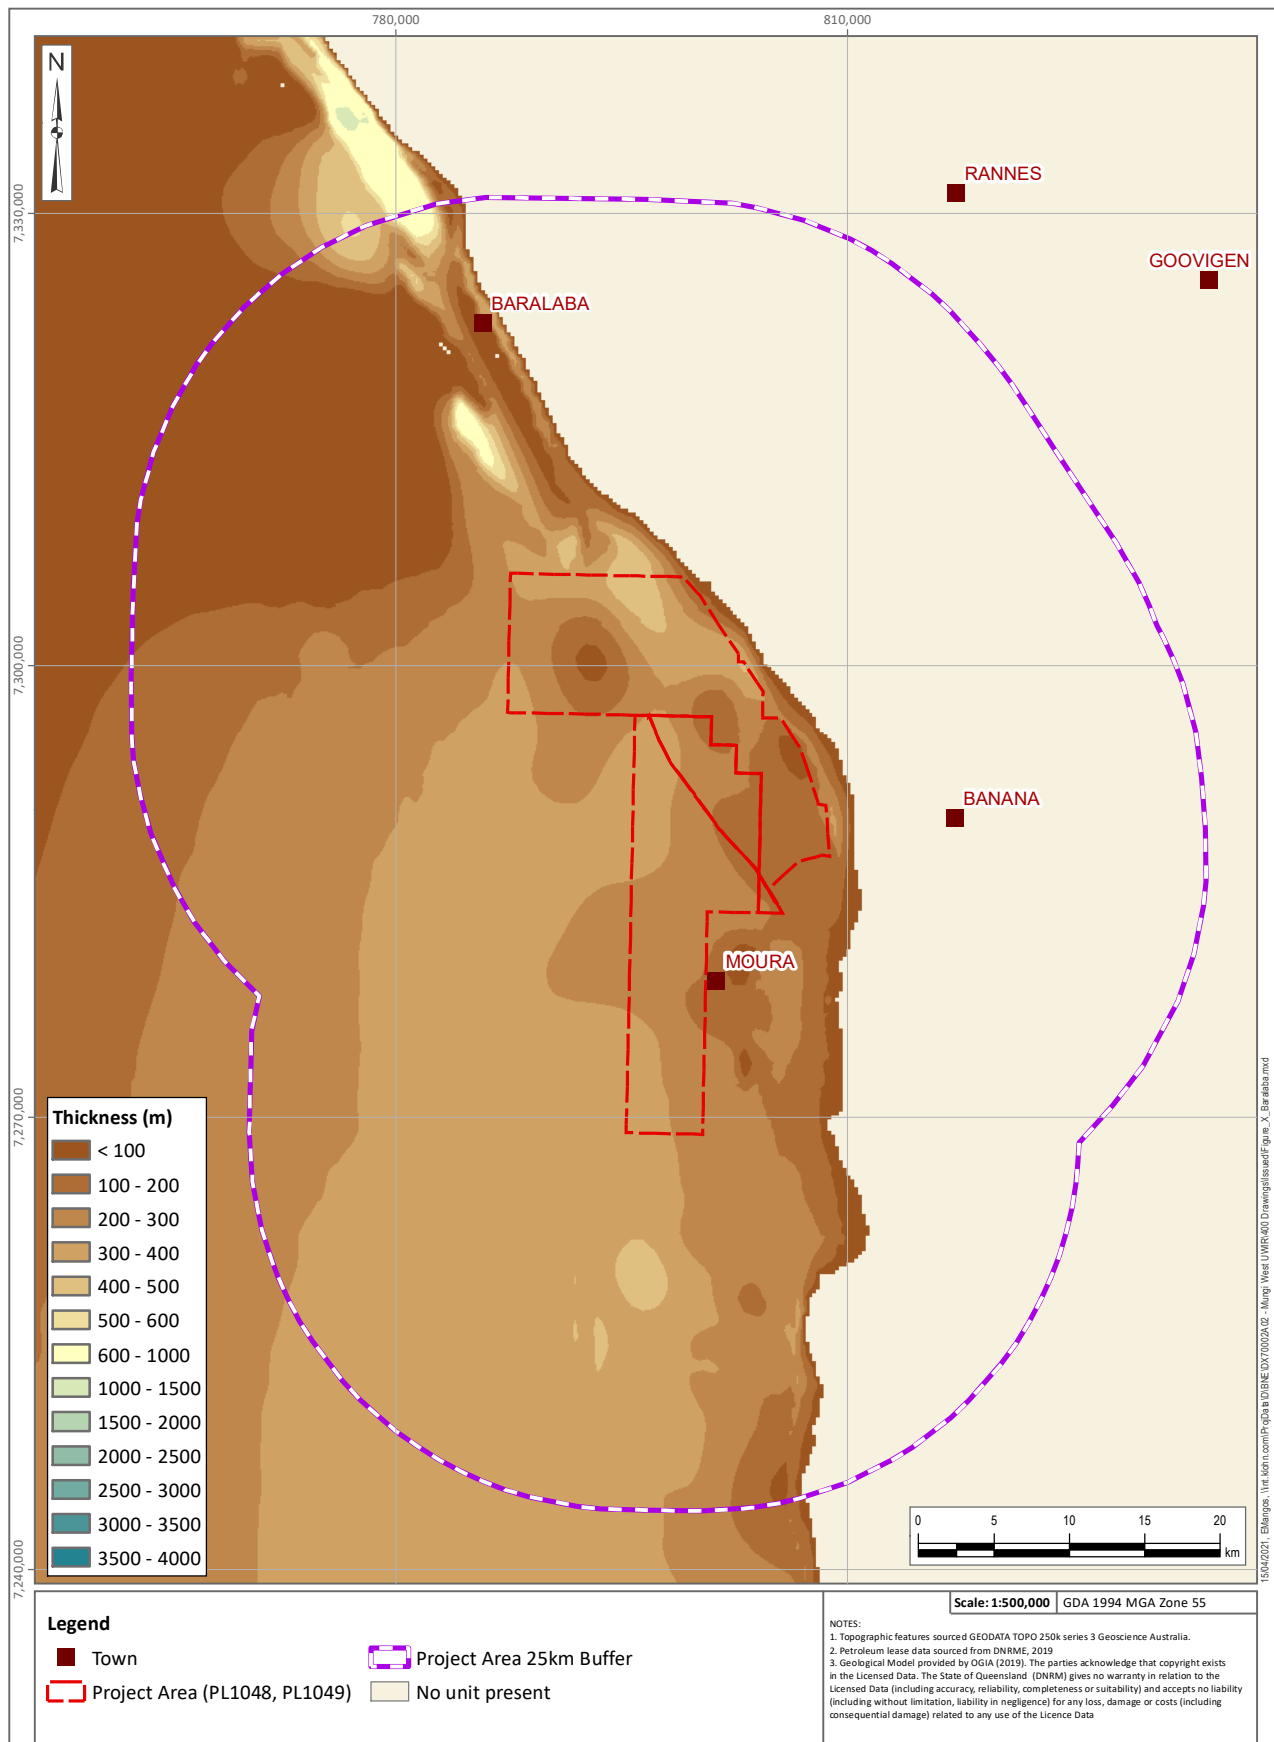 780,000
810,000
N
RANNES
7,330,000
GOOVIGEN
BARALABA
7,300,000
BANANA
MOURA
7,270,000
Thickness (m)
< 100
100 - 200
200 - 300
300 - 400
400 - 500
500 - 600
600 - 1000
1000 - 1500
1500 - 2000
2000 - 2500
2500 - 3000
3000 - 3500
3500 - 4000
0 5 10 15 20
km
7,240,000
Scale: 1:500,000 GDA 1994 MGA Zone 55
Legend
Town
Project Area 25km Buffer
Project Area (PL1048, PL1049)
No unit present
NOTES:
1. Topographic features sourced GEODATA TOPO 250k series 3 Geoscience Australia.
2. Petroleum lease data sourced from DNRME, 2019
3. Geological Model provided by OGIA (2019). The parties acknowledge that copyright exists
in the Licensed Data. The State of Queensland (DNRM) gives no warranty in relation to the
Licensed Data (including accuracy, reliability, completeness or suitability) and accepts no liability
(including without limitation, liability in negligence) for any loss, damage or costs (including
consequential damage) related to any use of the Licence Data